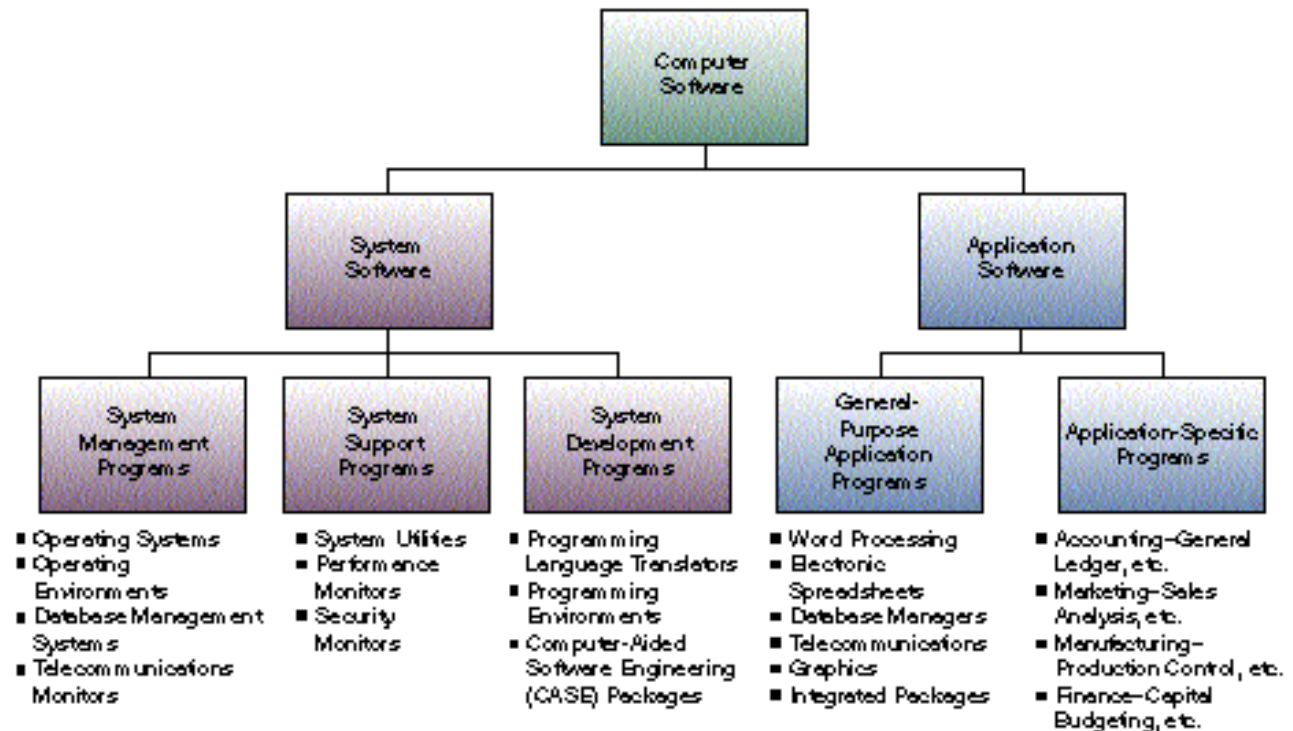 Computer
Software
System
Software
Application
Software
System
Management
Programs
System
Support
Programs
System
Development
Programs
General-
Purpose
Application
Programs
Application-Specific
Programs
■ Operating Systems
■ Operating
Environments
■ Database Management
Systems
■ Telecommunications
Monitors
■ System Utilities
■ Performance
Monitors
■ Security
Monitors
■ Programming
Language Translators
■ Programming
Environments
■ Computer-Aided
Software Engineering
(CASE) Packages
■ Word Processing
■ Electronic
Spreadsheets
■ Database Managers
■ Telecommunications
■ Graphics
■ Integrated Packages
■ Accounting–General
Ledger, etc.
■ Marketing–Sales
Analysis, etc.
■ Manufacturing–
Production Control, etc.
■ Finance–Capital
Budgeting, etc.